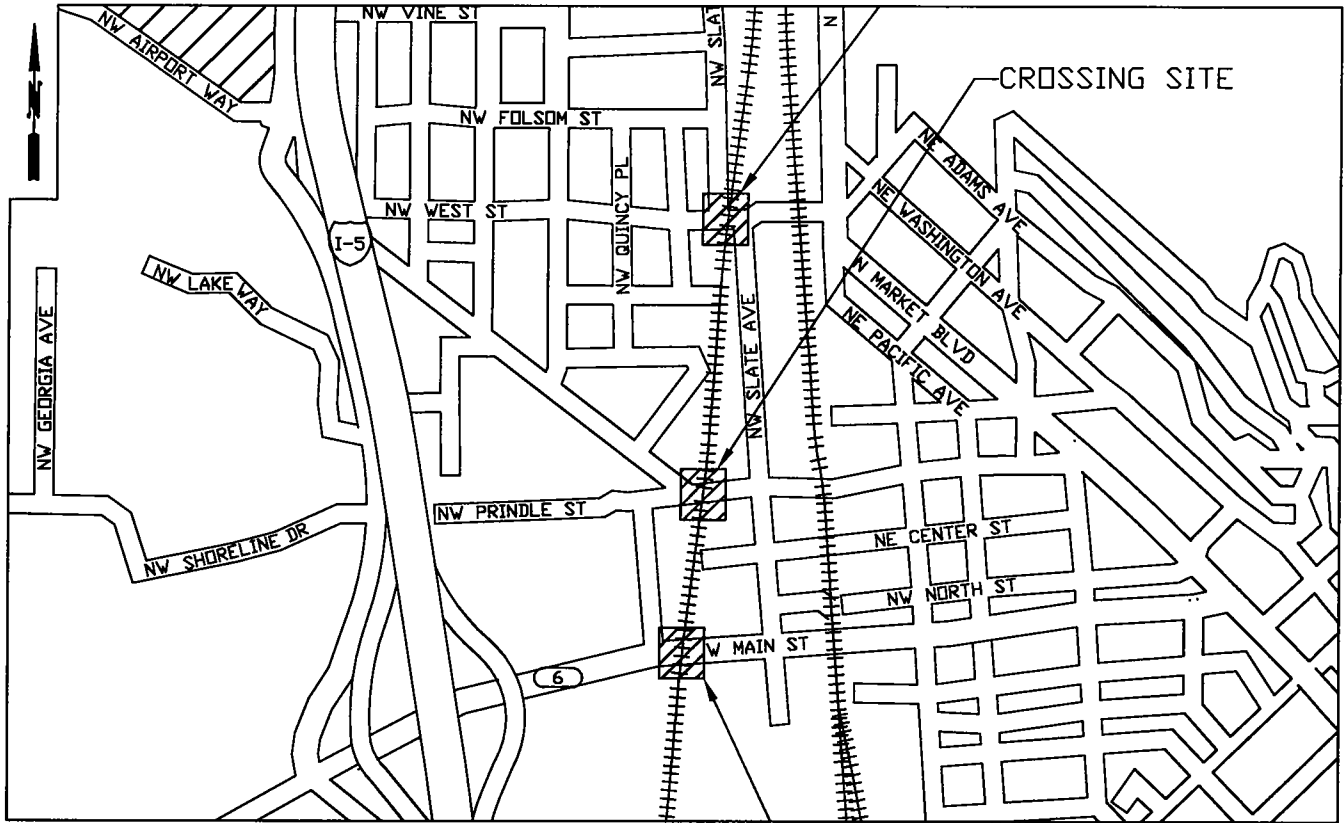 NW VINE ST
NW SLAT
N
N
NW AIRPORT WAY
CROSSING SITE
NW FOLSOM ST
NE ADAMS AVE
NW QUINCY PL
NE WASHINGTON AVE
NW WEST ST
I-5
NW LAKE WAY
N MARKET BLVD
NE PACIFIC AVE
NW GEORGIA AVE
NW SLATE AVE
NW PRINDLE ST
NW SHORELINE DR
NE CENTER ST
NW NORTH ST
W MAIN ST
6